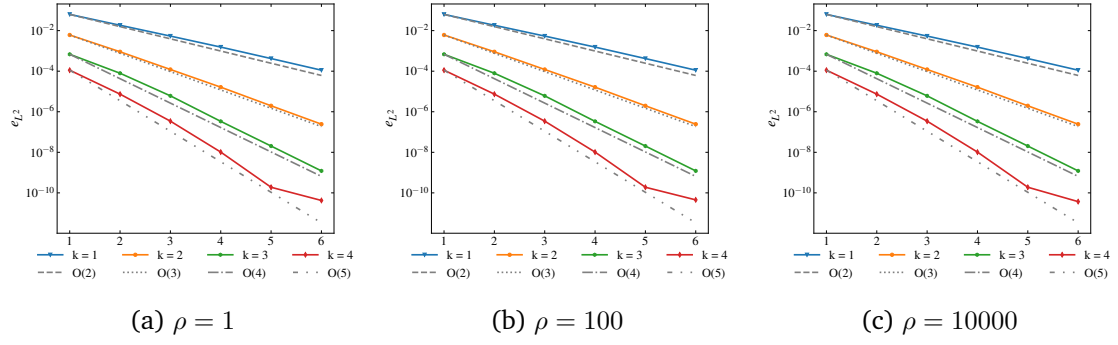 10⁻² 10⁻² 10⁻²
10⁻⁴ 10⁻⁴ 10⁻⁴
10⁻⁶ 10⁻⁶ 10⁻⁶
e_{L²} e_{L²} e_{L²}
10⁻⁸ 10⁻⁸ 10⁻⁸
10⁻¹⁰ 10⁻¹⁰ 10⁻¹⁰
1 2 3 4 5 6 1 2 3 4 5 6 1 2 3 4 5 6
k = 1 k = 2 k = 3 k = 4 k = 1 k = 2 k = 3 k = 4 k = 1 k = 2 k = 3 k = 4
O(2) O(3) O(4) O(5) O(2) O(3) O(4) O(5) O(2) O(3) O(4) O(5)
(a) ρ = 1 (b) ρ = 100 (c) ρ = 10000